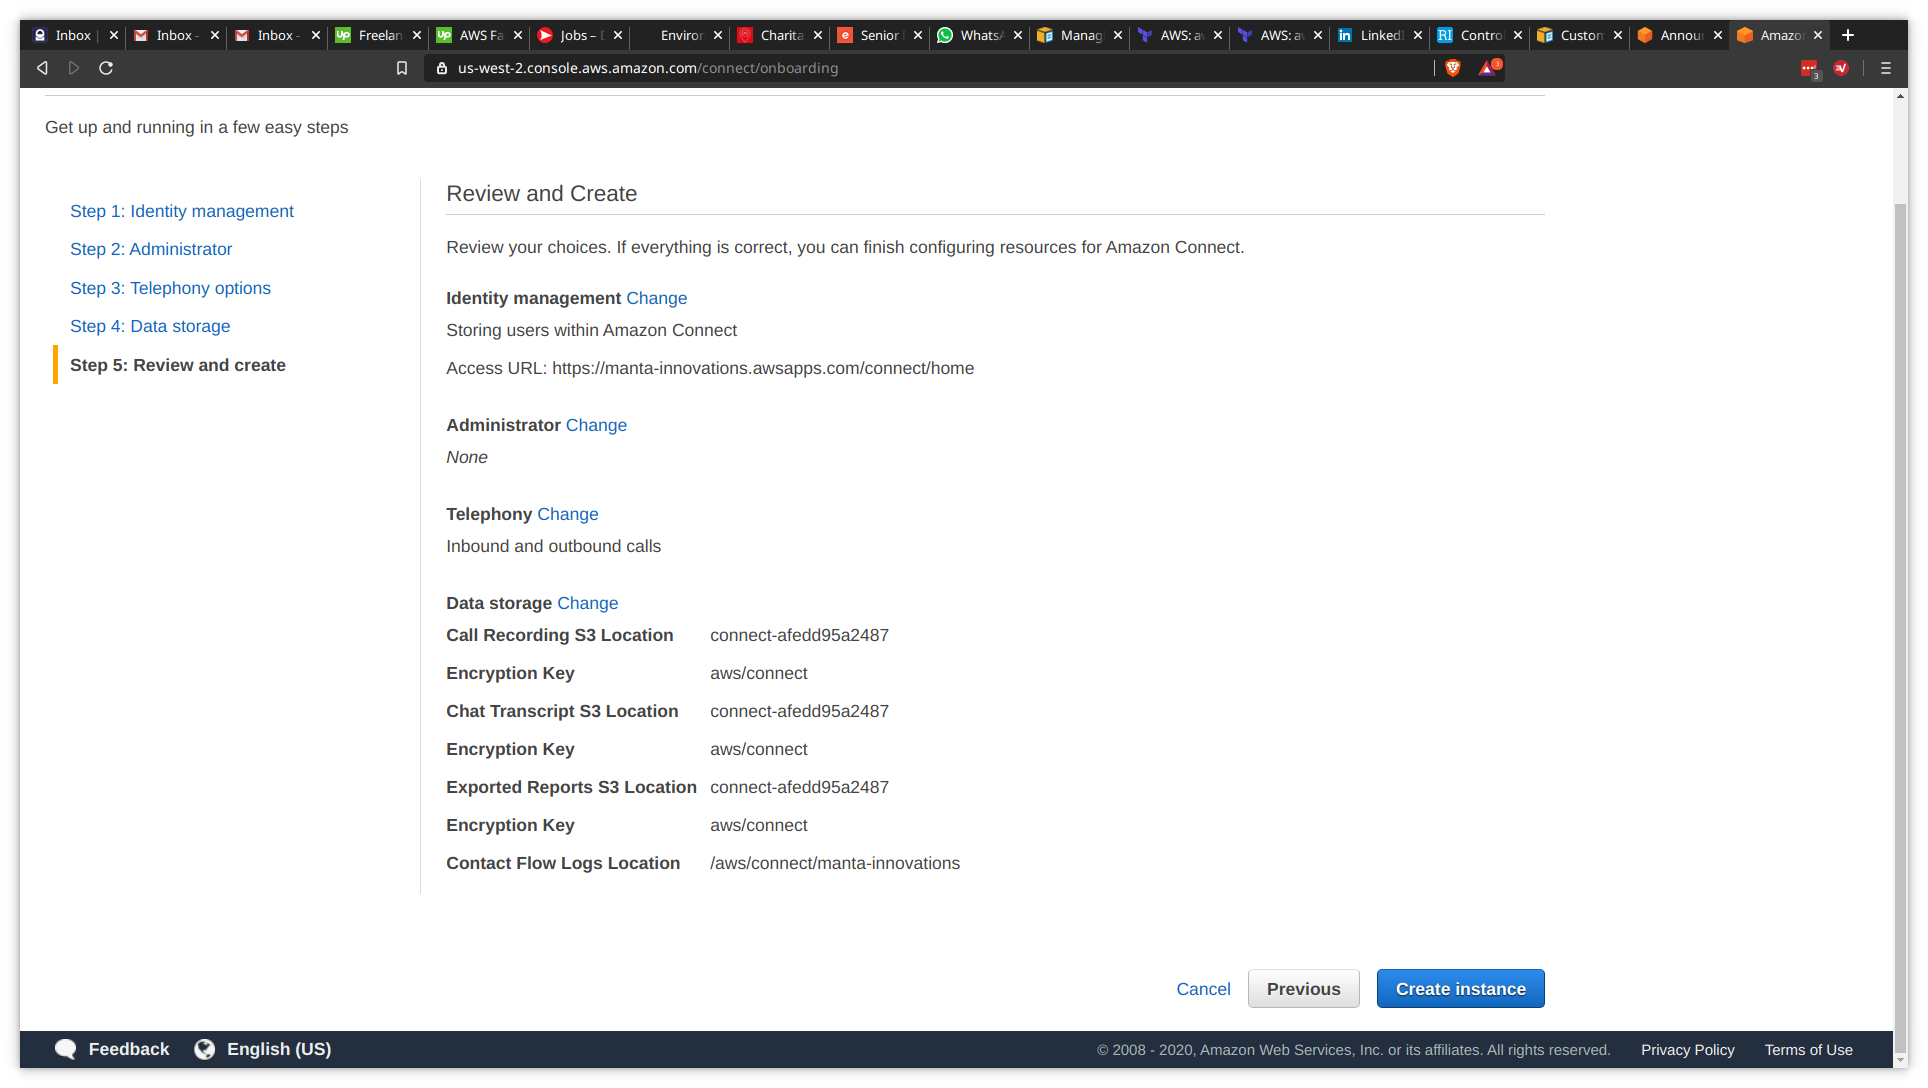 Inbox | Inbox - Inbox - Freelan AWS Fa Jobs – Environ Charita Senior Whats Manag AWS: a AWS: a Linked Contro Custom Annou Amazo
us-west-2.console.aws.amazon.com/connect/onboarding
Get up and running in a few easy steps
Step 1: Identity management
Step 2: Administrator
Step 3: Telephony options
Step 4: Data storage
Step 5: Review and create
Review and Create
Review your choices. If everything is correct, you can finish configuring resources for Amazon Connect.
Identity management Change
Storing users within Amazon Connect
Access URL: https://manta-innovations.awsapps.com/connect/home
Administrator Change
None
Telephony Change
Inbound and outbound calls
Data storage Change
Call Recording S3 Location connect-afedd95a2487
Encryption Key aws/connect
Chat Transcript S3 Location connect-afedd95a2487
Encryption Key aws/connect
Exported Reports S3 Location connect-afedd95a2487
Encryption Key aws/connect
Contact Flow Logs Location /aws/connect/manta-innovations
Cancel Previous Create instance
Feedback English (US) © 2008 - 2020, Amazon Web Services, Inc. or its affiliates. All rights reserved. Privacy Policy Terms of Use